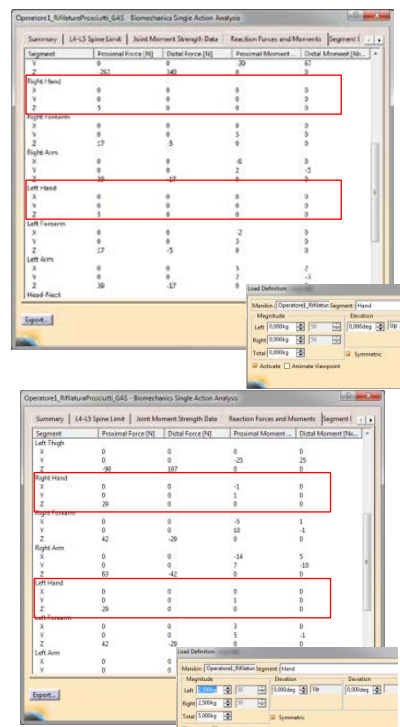 Operatore1_RifilaturaProsciutti_GAS - Biomechanics Single Action Analysis
Summary L4-L5 Spine Limit Joint Moment Strength Data Reaction Forces and Moments Segment
Segment Proximal Force [N] Distal Force [N] Proximal Moment ... Distal Moment [Nx...
Y 0 0 -39 67
Z -267 340 0 0
Right Hand
X 0 0 0 0
Y 0 0 0 0
Z 5 0 0 0
Right Forearm
X 0 0 0 0
Y 0 0 5 0
Z 17 -5 0 0
Right Arm
X 0 0 -6 0
Y 0 0 2 -5
Z 39 -17 0 0
Left Hand
X 0 0 0 0
Y 0 0 0 0
Z 5 0 0 0
Left Forearm
X 0 0 -2 0
Y 0 0 3 0
Z 17 -5 0 0
Left Arm
X 0 0 5 2
Y 0 0 2 -3
Z 39 -17 0 0
Head-Neck
Export...
Load Definition
Manikin Operatore1_Rifilatur Segment Hand
Magnitude Elevation
Left 0,000kg 50 0,000deg Up
Right 0,000kg 50
Total 0,000kg Symmetric
Activate Animate Viewpoint
Operatore1_RifilaturaProsciutti_GAS - Biomechanics Single Action Analysis
Summary L4-L5 Spine Limit Joint Moment Strength Data Reaction Forces and Moments Segment
Segment Proximal Force [N] Distal Force [N] Proximal Moment ... Distal Moment [Nx...
Left Thigh
X 0 0 0 0
Y 0 0 -25 25
Z -90 167 0 0
Right Hand
X 0 0 -1 0
Y 0 0 1 0
Z 29 0 0 0
Right Forearm
X 0 0 -5 1
Y 0 0 10 -1
Z 42 -29 0 0
Right Arm
X 0 0 -14 5
Y 0 0 7 -10
Z 63 -42 0 0
Left Hand
X 0 0 0 0
Y 0 0 1 0
Z 29 0 0 0
Left Forearm
X 0 0 3 0
Y 0 0 5 -1
Z 42 -29 0 0
Left Arm
X 0
Y 0
Z
Export...
Load Definition
Manikin Operatore1_Rifilatur Segment Hand
Magnitude Elevation Deviation
Left 2,500kg 50 0,000deg Up 0,000deg
Right 2,500kg 50
Total 5,000kg Symmetric